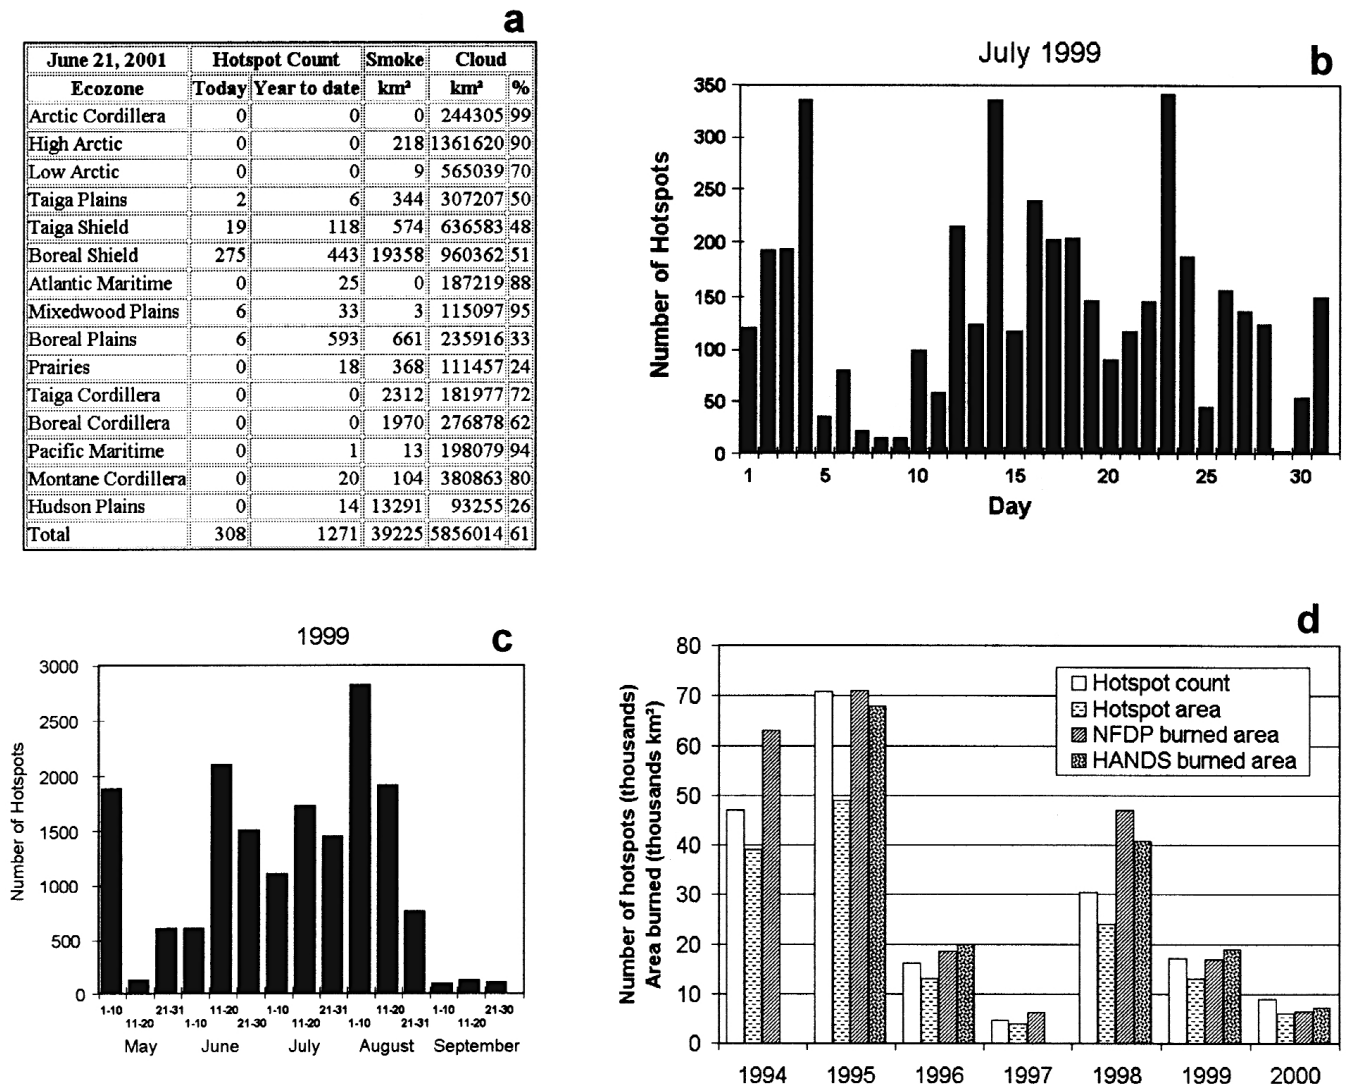 a
June 21, 2001 Hotspot Count Smoke Cloud
Ecozone Today Year to date km² km² %
Arctic Cordillera 0 0 0 244305 99
High Arctic 0 0 218 1361620 90
Low Arctic 0 0 9 565039 70
Taiga Plains 2 6 344 307207 50
Taiga Shield 19 118 574 636583 48
Boreal Shield 275 443 19358 960362 51
Atlantic Maritime 0 25 0 187219 88
Mixedwood Plains 6 33 3 115097 95
Boreal Plains 6 593 661 235916 33
Prairies 0 18 368 111457 24
Taiga Cordillera 0 0 2312 181977 72
Boreal Cordillera 0 0 1970 276878 62
Pacific Maritime 0 1 13 198079 94
Montane Cordillera 0 20 104 380863 80
Hudson Plains 0 14 13291 93255 26
Total 308 1271 39225 5856014 61
July 1999
b
Number of Hotspots
350
300
250
200
150
100
50
0
1 5 10 15 20 25 30
Day
1999
c
Number of Hotspots
3000
2500
2000
1500
1000
500
0
1-10 21-31 11-20 1-10 21-31 11-20 1-10 21-30
11-20 1-10 21-30 11-20 1-10 21-31 11-20
May June July August September
d
Number of hotspots (thousands)
Area burned (thousands km²)
80
70
60
50
40
30
20
10
0
Hotspot count
Hotspot area
NFDP burned area
HANDS burned area
1994 1995 1996 1997 1998 1999 2000